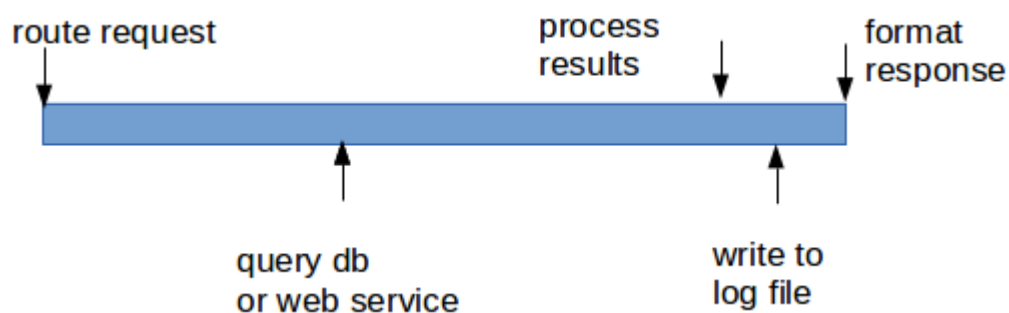 route request
process
results
format
response
query db
or web service
write to
log file